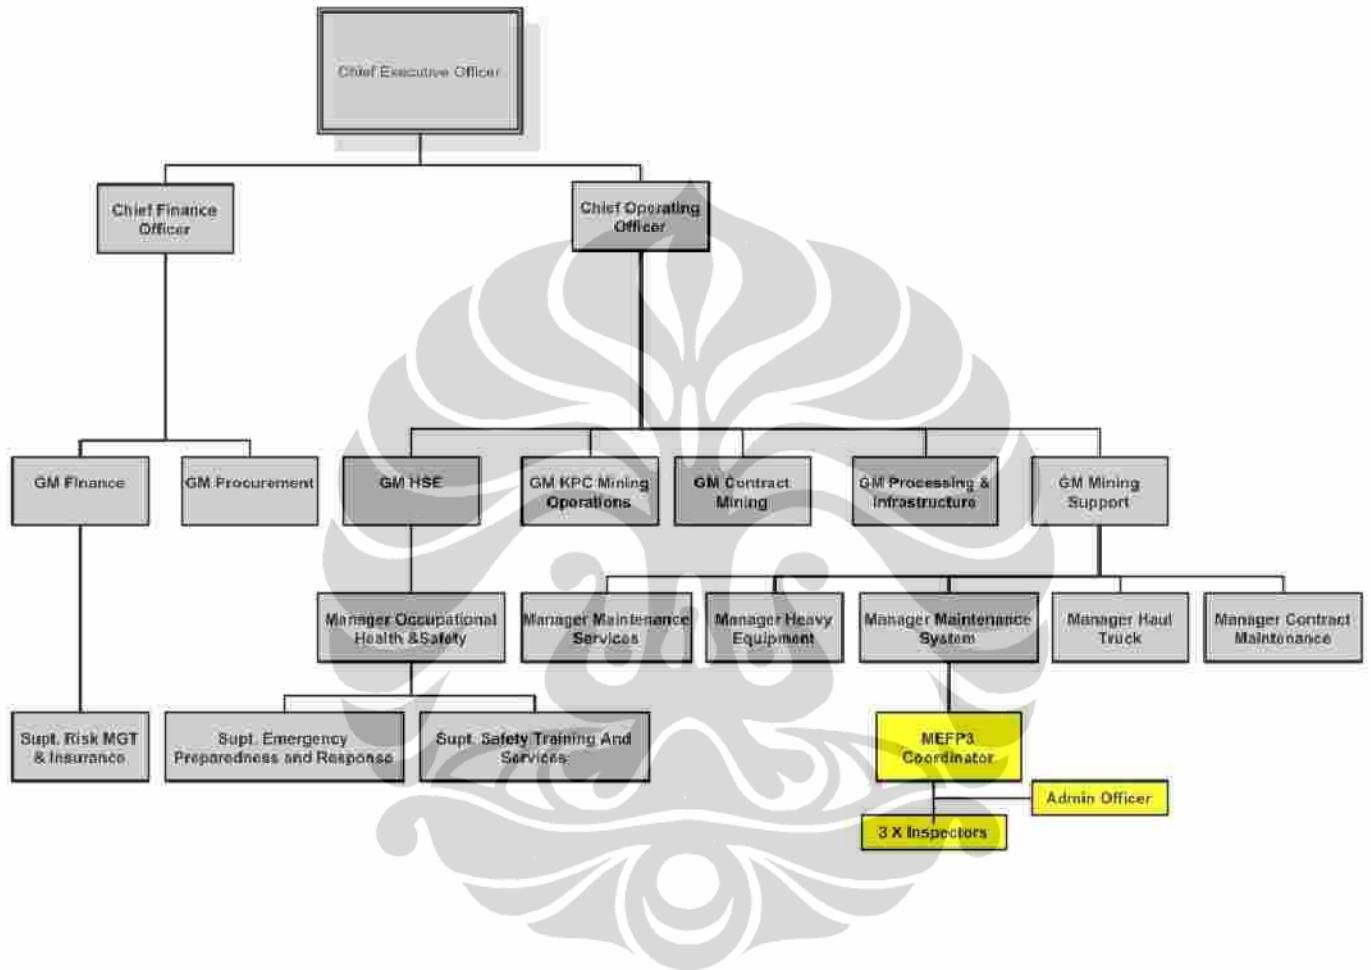 Chief Executive Officer
Chief Finance
Officer
Chief Operating
Officer
GM Finance
GM Procurement
GM HSE
GM KPC Mining
Operations
GM Contract
Mining
GM Processing &
Infrastructure
GM Mining
Support
Manager Occupational
Health &Safety
Manager Maintenance
Services
Manager Heavy
Equipment
Manager Maintenance
System
Manager Haul
Truck
Manager Contract
Maintenance
Supt. Risk MGT
& Insurance
Supt. Emergency
Preparedness and Response
Supt. Safety Training And
Services
MEFP3
Coordinator
Admin Officer
3 X Inspectors